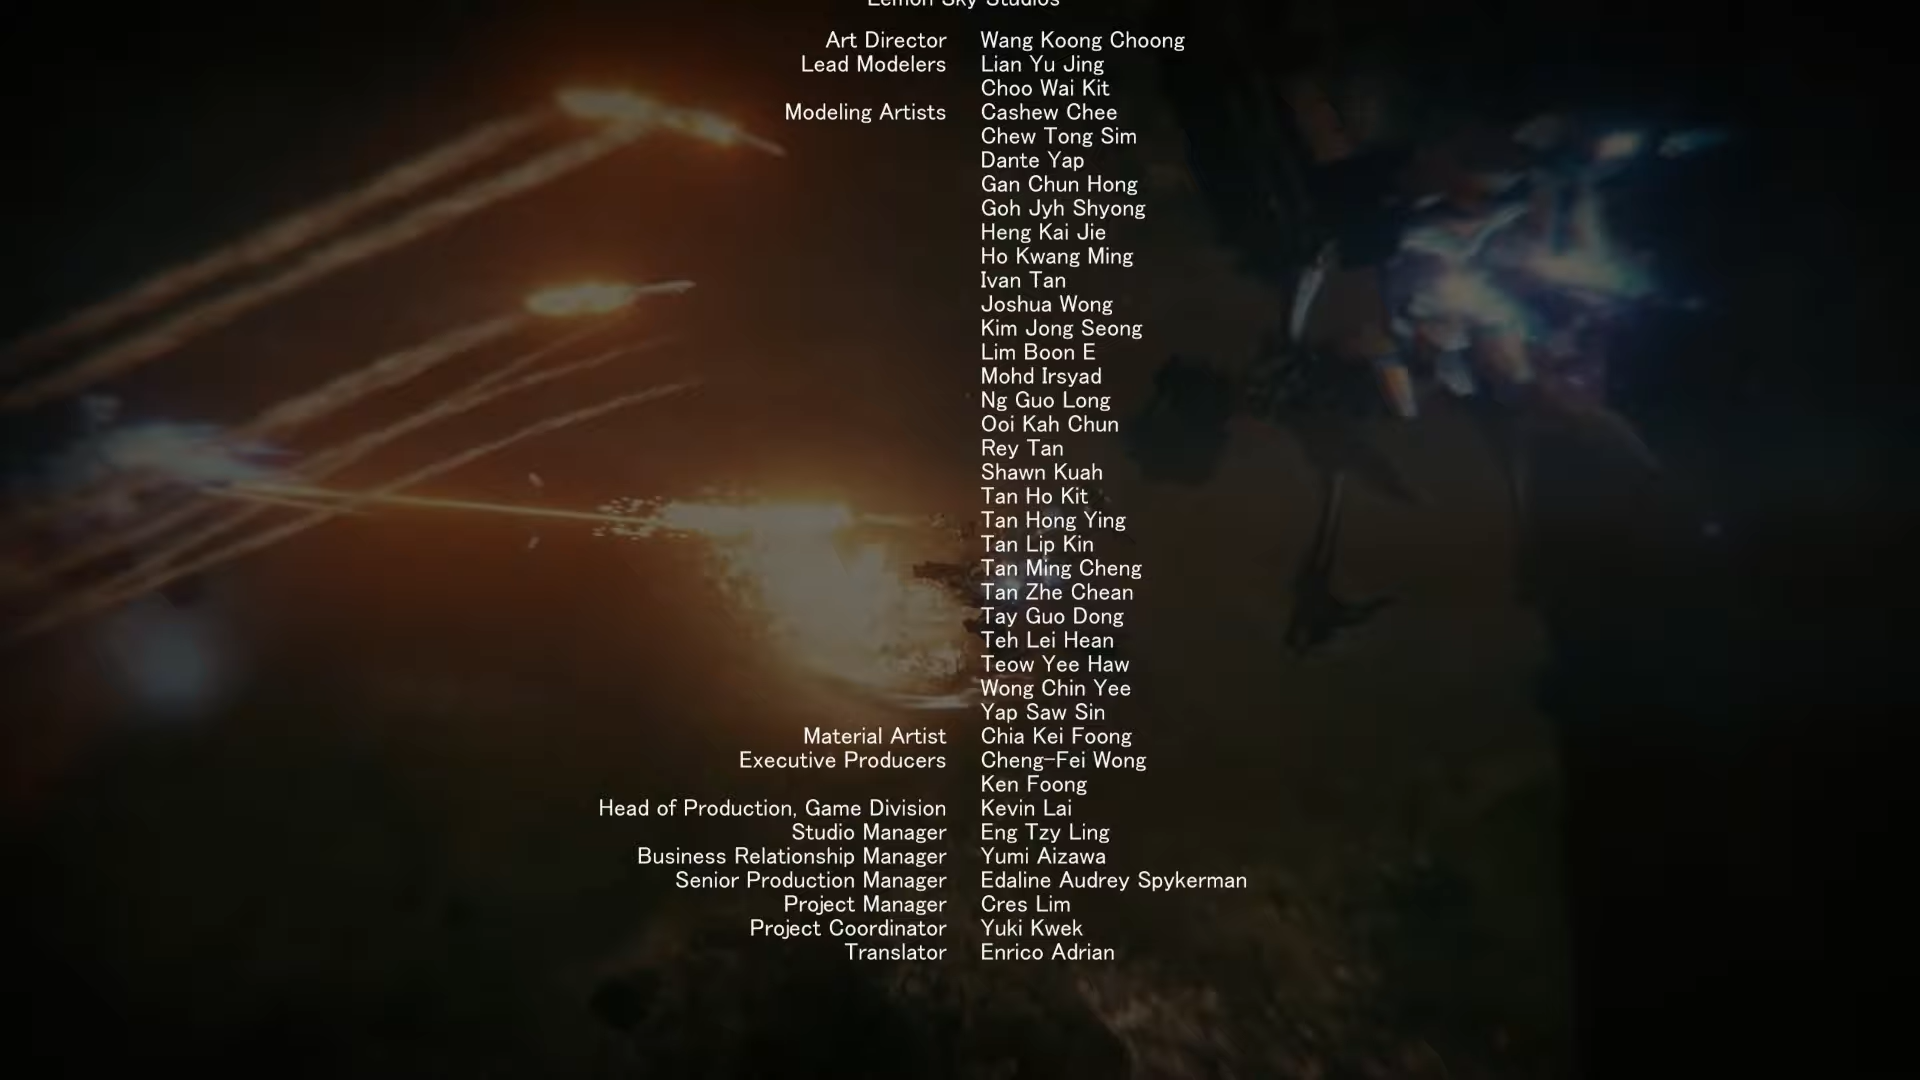 Lemon Sky Studios
Art Director Wang Koong Choong
Lead Modelers Lian Yu Jing
Choo Wai Kit
Modeling Artists Cashew Chee
Chew Tong Sim
Dante Yap
Gan Chun Hong
Goh Jyh Shyong
Heng Kai Jie
Ho Kwang Ming
Ivan Tan
Joshua Wong
Kim Jong Seong
Lim Boon E
Mohd Irsyad
Ng Guo Long
Ooi Kah Chun
Rey Tan
Shawn Kuah
Tan Ho Kit
Tan Hong Ying
Tan Lip Kin
Tan Ming Cheng
Tan Zhe Chean
Tay Guo Dong
Teh Lei Hean
Teow Yee Haw
Wong Chin Yee
Yap Saw Sin
Material Artist Chia Kei Foong
Executive Producers Cheng-Fei Wong
Ken Foong
Head of Production, Game Division Kevin Lai
Studio Manager Eng Tzy Ling
Business Relationship Manager Yumi Aizawa
Senior Production Manager Edaline Audrey Spykerman
Project Manager Cres Lim
Project Coordinator Yuki Kwek
Translator Enrico Adrian